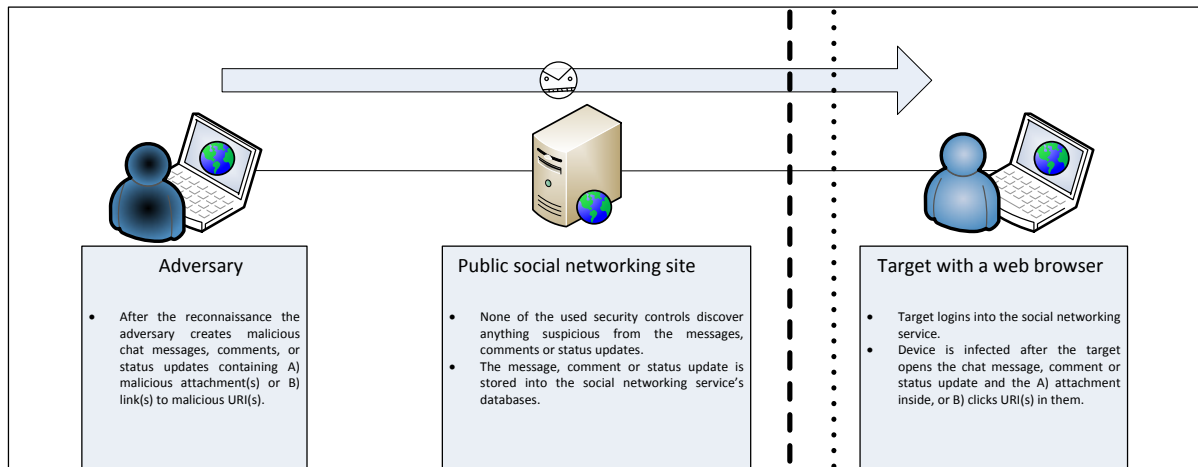 Adversary
• After the reconnaissance the
adversary creates malicious
chat messages, comments, or
status updates containing A)
malicious attachment(s) or B)
link(s) to malicious URI(s).
Public social networking site
• None of the used security controls discover
anything suspicious from the messages,
comments or status updates.
• The message, comment or status update is
stored into the social networking service's
databases.
Target with a web browser
• Target logins into the social networking
service.
• Device is infected after the target
opens the chat message, comment or
status update and the A) attachment
inside, or B) clicks URI(s) in them.